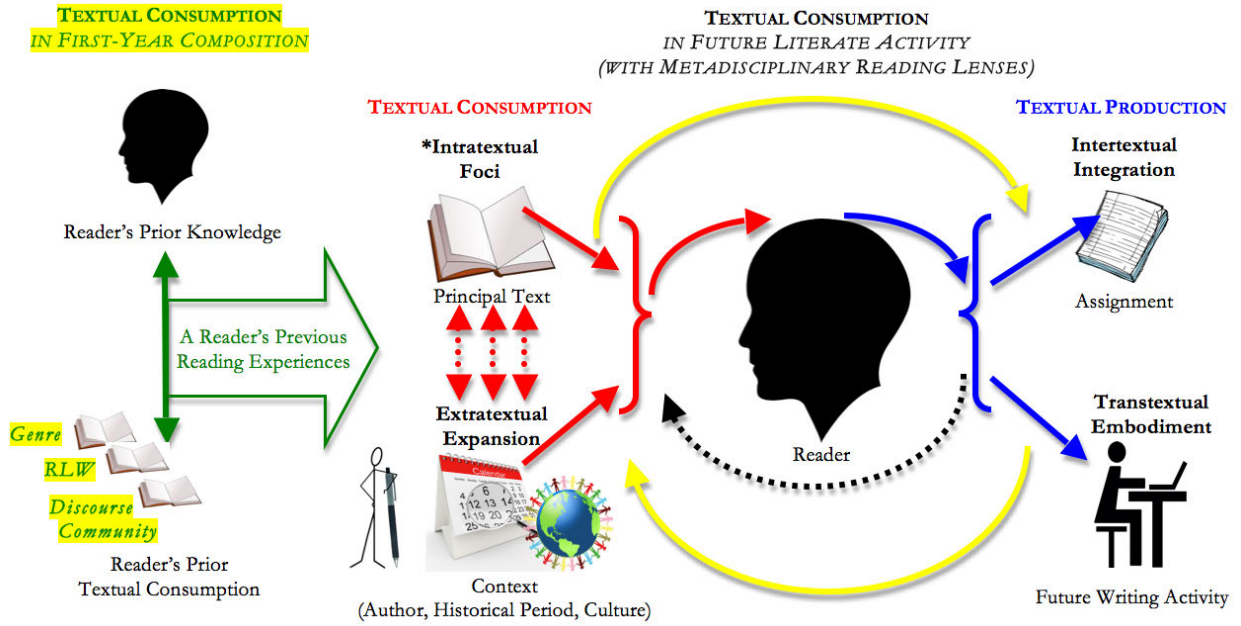 TEXTUAL CONSUMPTION
IN FIRST-YEAR COMPOSITION
Reader's Prior Knowledge
A Reader's Previous
Reading Experiences
Genre
RLW
Discourse
Community
Reader's Prior
Textual Consumption
TEXTUAL CONSUMPTION
IN FUTURE LITERATE ACTIVITY
(WITH METADISCIPLINARY READING LENSES)
TEXTUAL CONSUMPTION
*Intratextual
Foci
Principal Text
Extratextual
Expansion
Calendar
Context
(Author, Historical Period, Culture)
Reader
TEXTUAL PRODUCTION
Intertextual
Integration
Assignment
Transtextual
Embodiment
Future Writing Activity